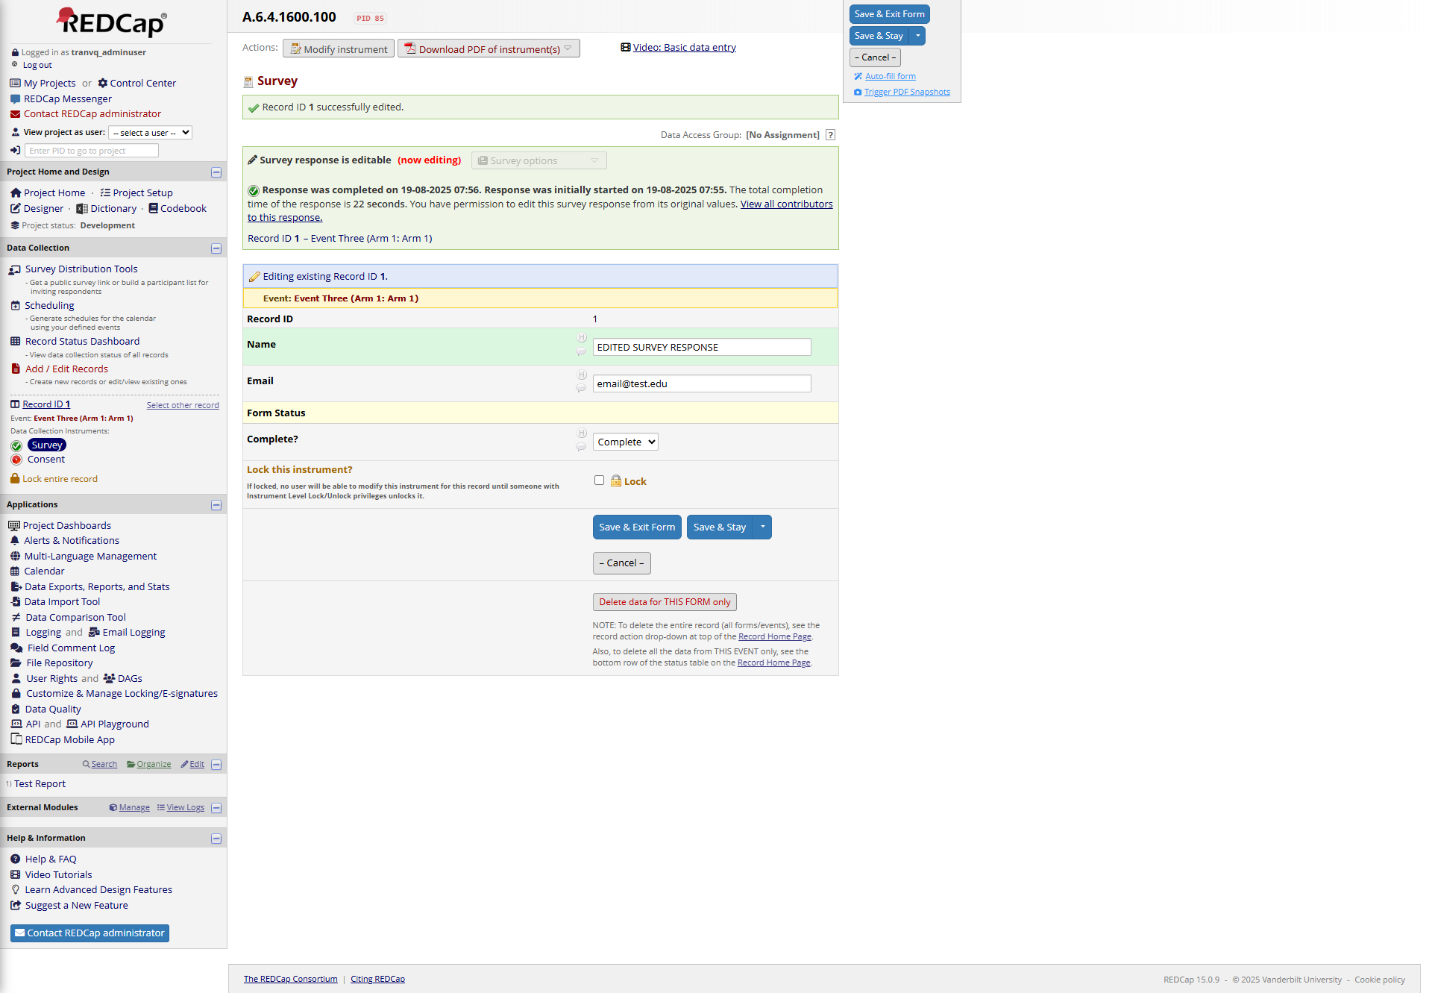 REDCap
Logged in as tranvq_adminuser
Log out
My Projects or Control Center
REDCap Messenger
Contact REDCap administrator
View project as user: -- select a user --
Enter PID to go to project
Project Home and Design
Project Home · Project Setup
Designer · Dictionary · Codebook
Project status: Development
Data Collection
Survey Distribution Tools
- Get a public survey link or build a participant list for
inviting respondents
Scheduling
- Generate schedules for the calendar
using your defined events
Record Status Dashboard
- View data collection status of all records
Add / Edit Records
- Create new records or edit/view existing ones
Record ID 1 Select other record
Event: Event Three (Arm 1: Arm 1)
Data Collection Instruments:
Survey
Consent
Lock entire record
Applications
Project Dashboards
Alerts & Notifications
Multi-Language Management
Calendar
Data Exports, Reports, and Stats
Data Import Tool
Data Comparison Tool
Logging and Email Logging
Field Comment Log
File Repository
User Rights and DAGs
Customize & Manage Locking/E-signatures
Data Quality
API and API Playground
REDCap Mobile App
Reports Search Organize Edit
1) Test Report
External Modules Manage View Logs
Help & Information
Help & FAQ
Video Tutorials
Learn Advanced Design Features
Suggest a New Feature
Contact REDCap administrator
A.6.4.1600.100 PID 85
Actions: Modify instrument Download PDF of instrument(s) Video: Basic data entry
Survey
Record ID 1 successfully edited.
Data Access Group: [No Assignment] ?
Survey response is editable (now editing) Survey options
Response was completed on 19-08-2025 07:56. Response was initially started on 19-08-2025 07:55. The total completion
time of the response is 22 seconds. You have permission to edit this survey response from its original values. View all contributors
to this response.
Record ID 1 – Event Three (Arm 1: Arm 1)
Editing existing Record ID 1.
Event: Event Three (Arm 1: Arm 1)
Record ID 1
Name EDITED SURVEY RESPONSE
Email email@test.edu
Form Status
Complete? Complete
Lock this instrument?
If locked, no user will be able to modify this instrument for this record until someone with
Instrument Level Lock/Unlock privileges unlocks it.
Lock
Save & Exit Form Save & Stay
– Cancel –
Delete data for THIS FORM only
NOTE: To delete the entire record (all forms/events), see the
record action drop-down at top of the Record Home Page.
Also, to delete all the data from THIS EVENT only, see the
bottom row of the status table on the Record Home Page.
Save & Exit Form
Save & Stay
– Cancel –
Auto-fill form
Trigger PDF Snapshots
The REDCap Consortium | Citing REDCap
REDCap 15.0.9 - © 2025 Vanderbilt University - Cookie policy